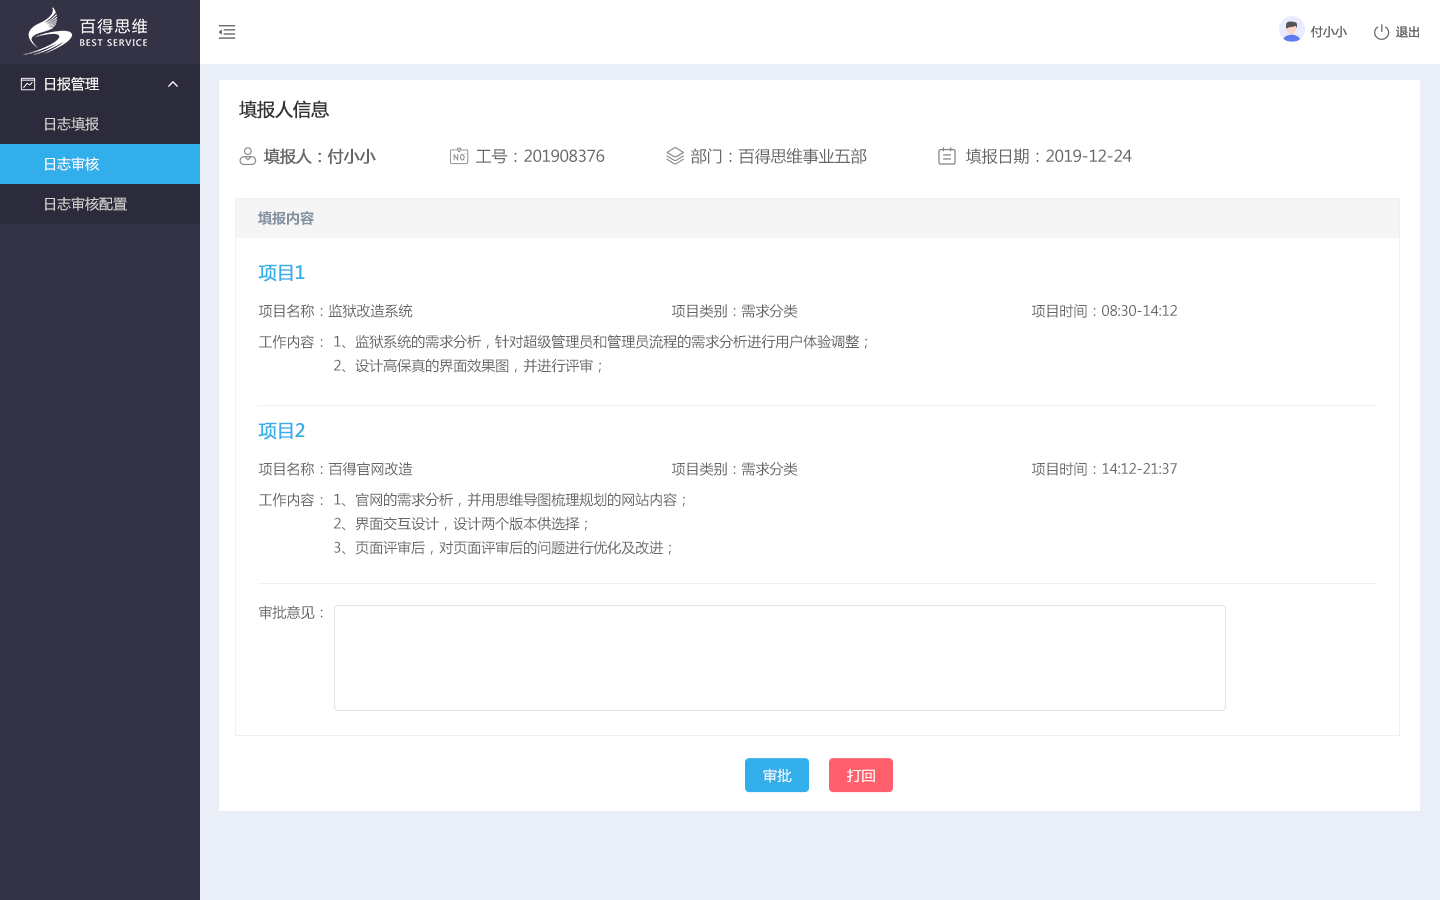 百得思维
BEST SERVICE
付小小
退出
日报管理
日志填报
日志审核
日志审核配置
填报人信息
填报人：付小小
NO
工号：201908376
部门：百得思维事业五部
填报日期：2019-12-24
填报内容
项目1
项目名称：监狱改造系统
项目类别：需求分类
项目时间：08:30-14:12
工作内容： 1、监狱系统的需求分析，针对超级管理员和管理员流程的需求分析进行用户体验调整；
2、设计高保真的界面效果图，并进行评审；
项目2
项目名称：百得官网改造
项目类别：需求分类
项目时间：14:12-21:37
工作内容： 1、官网的需求分析，并用思维导图梳理规划的网站内容；
2、界面交互设计，设计两个版本供选择；
3、页面评审后，对页面评审后的问题进行优化及改进；
审批意见：
审批
打回